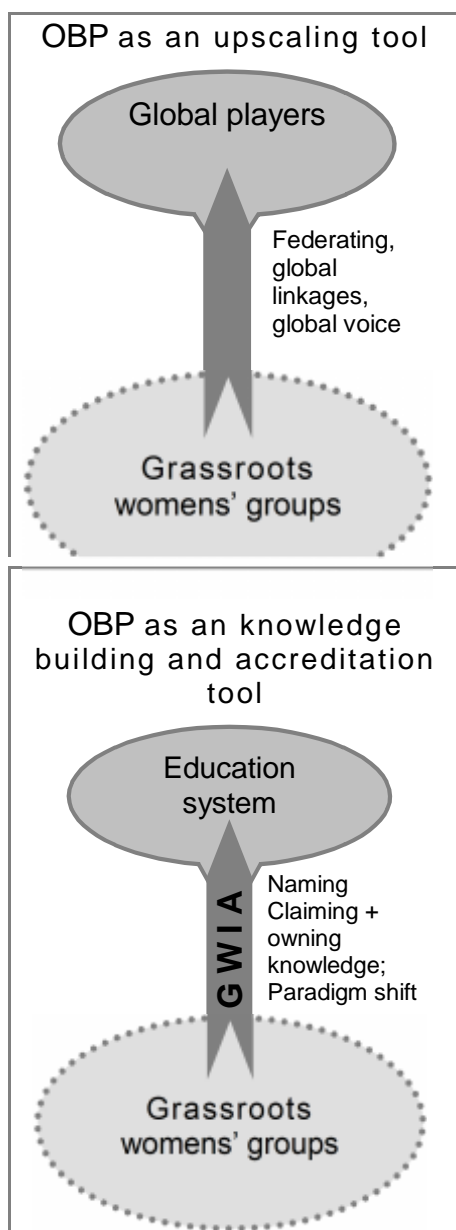 OBP as an upscaling tool
Global players
Federating,
global
linkages,
global voice
Grassroots
womens' groups
OBP as an knowledge
building and accreditation
tool
Education
system
GWIA
Naming
Claiming +
owning
knowledge;
Paradigm shift
Grassroots
womens' groups